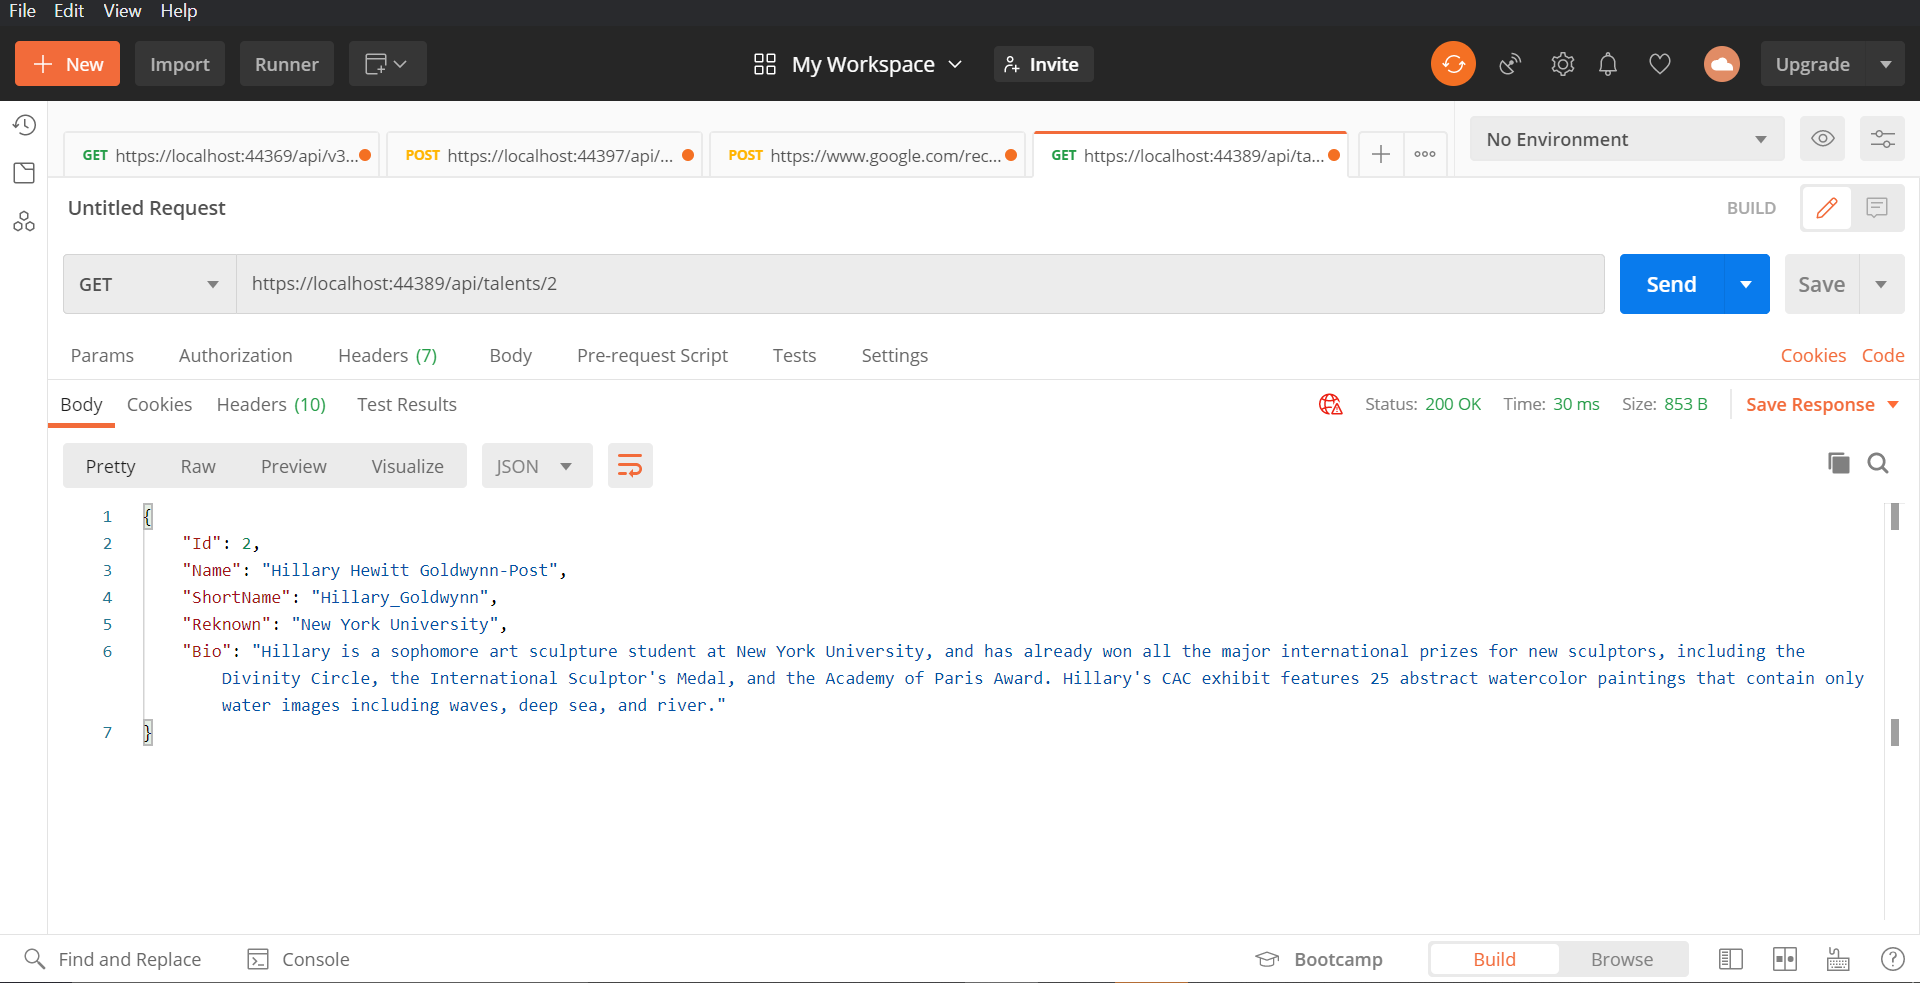 File Edit View Help
New Import Runner My Workspace Invite Upgrade
GET https://localhost:44369/api/v3... POST https://localhost:44397/api/... POST https://www.google.com/rec... GET https://localhost:44389/api/ta... No Environment
Untitled Request BUILD
GET https://localhost:44389/api/talents/2 Send Save
Params Authorization Headers (7) Body Pre-request Script Tests Settings Cookies Code
Body Cookies Headers (10) Test Results Status: 200 OK Time: 30 ms Size: 853 B Save Response
Pretty Raw Preview Visualize JSON
1 {
2 "Id": 2,
3 "Name": "Hillary Hewitt Goldwynn-Post",
4 "ShortName": "Hillary_Goldwynn",
5 "Reknown": "New York University",
6 "Bio": "Hillary is a sophomore art sculpture student at New York University, and has already won all the major international prizes for new sculptors, including the
Divinity Circle, the International Sculptor's Medal, and the Academy of Paris Award. Hillary's CAC exhibit features 25 abstract watercolor paintings that contain only
water images including waves, deep sea, and river."
7 }
Find and Replace Console Bootcamp Build Browse